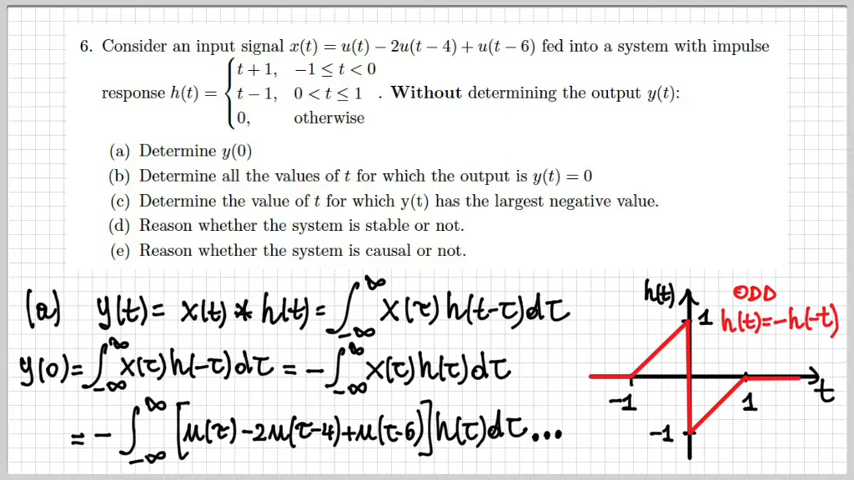 6. Consider an input signal x(t) = u(t) − 2u(t − 4) + u(t − 6) fed into a system with impulse
response h(t) = { t + 1, −1 ≤ t < 0
t − 1, 0 < t ≤ 1
0, otherwise
. Without determining the output y(t):
(a) Determine y(0)
(b) Determine all the values of t for which the output is y(t) = 0
(c) Determine the value of t for which y(t) has the largest negative value.
(d) Reason whether the system is stable or not.
(e) Reason whether the system is causal or not.
(a) y(t) = x(t) * h(t) = ∫_{-∞}^{∞} x(τ) h(t-τ) dτ
y(0) = ∫_{-∞}^{∞} x(τ) h(-τ) dτ = - ∫_{-∞}^{∞} x(τ) h(τ) dτ
= - ∫_{-∞}^{∞} [u(τ) - 2u(τ-4) + u(τ-6)] h(τ) dτ ...
h(t)
1
ODD
h(t) = -h(-t)
-1
1
t
-1